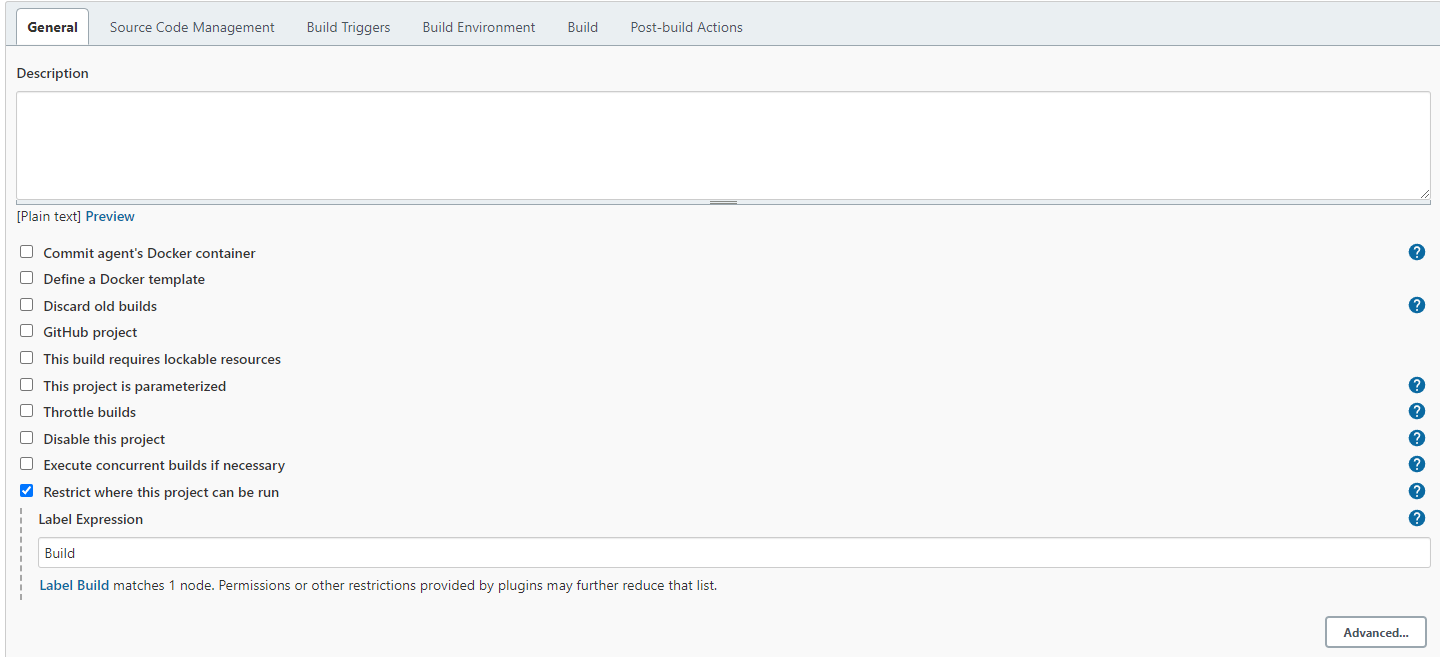 General Source Code Management Build Triggers Build Environment Build Post-build Actions
Description
[Plain text] Preview
Commit agent's Docker container ?
Define a Docker template
Discard old builds ?
GitHub project
This build requires lockable resources
This project is parameterized ?
Throttle builds ?
Disable this project ?
Execute concurrent builds if necessary ?
Restrict where this project can be run ?
Label Expression ?
Build
Label Build matches 1 node. Permissions or other restrictions provided by plugins may further reduce that list.
Advanced...